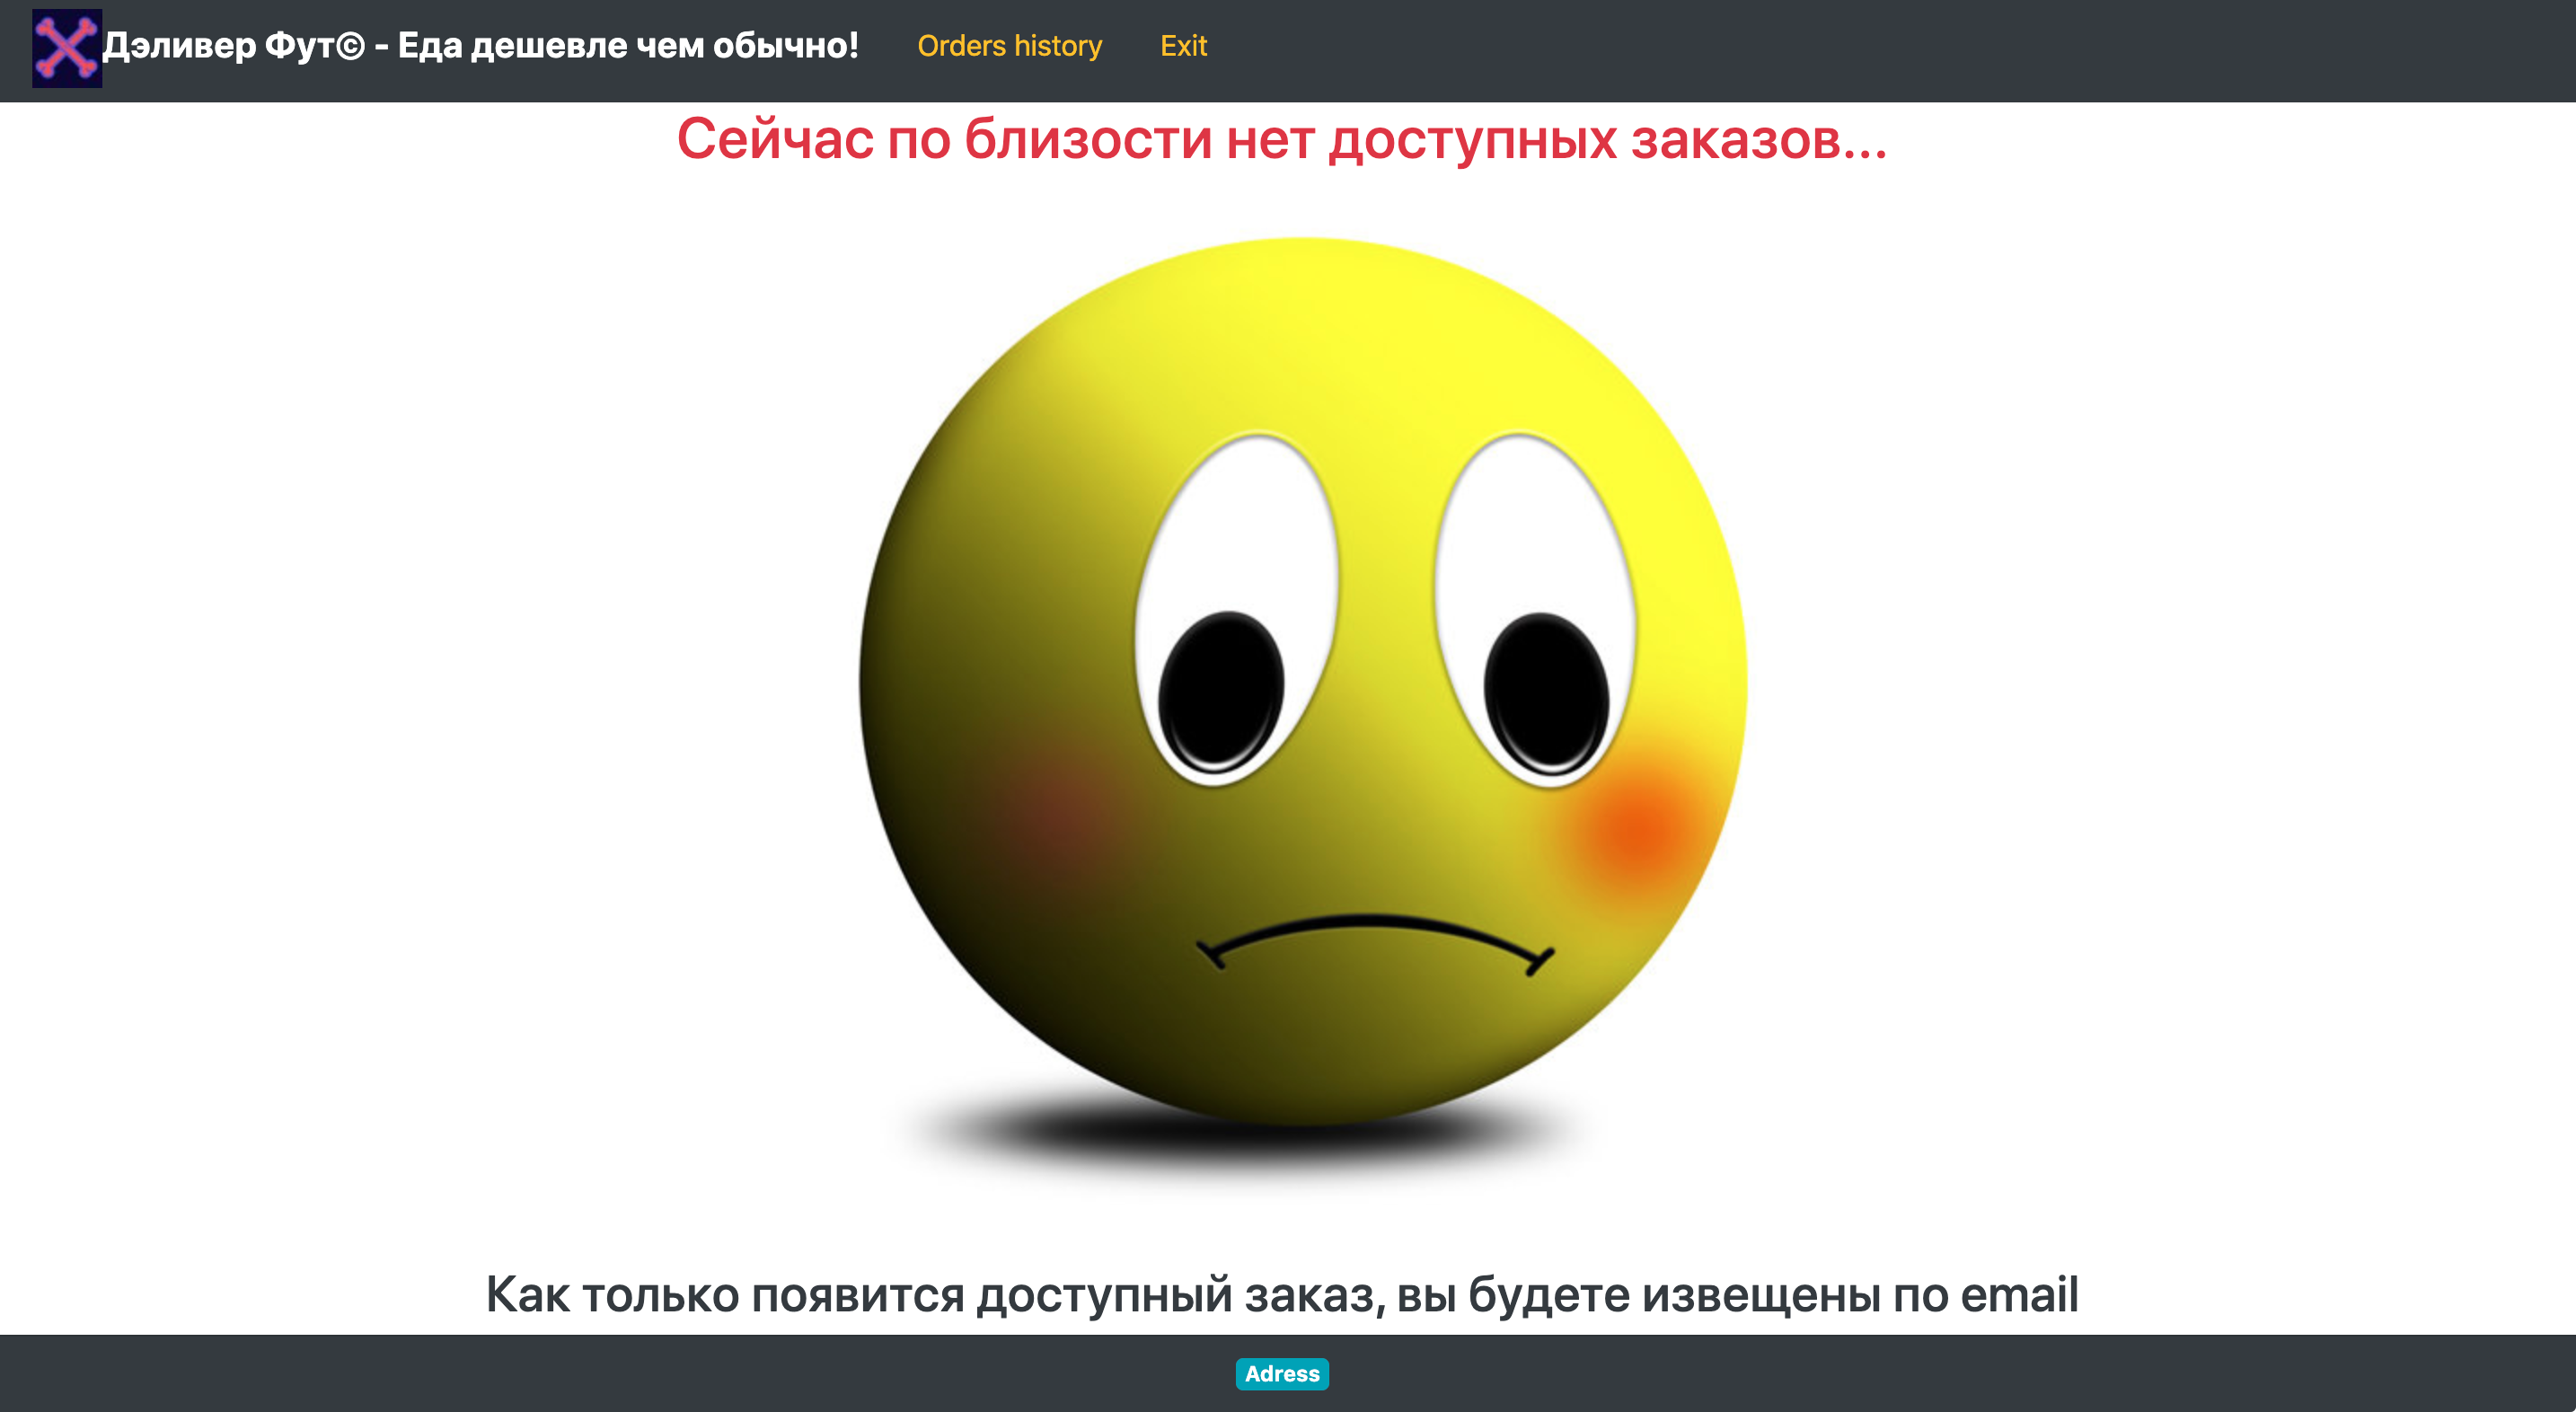 Дэливер Фут© - Еда дешевле чем обычно! Orders history Exit
Сейчас по близости нет доступных заказов...
Как только появится доступный заказ, вы будете извещены по email
Adress